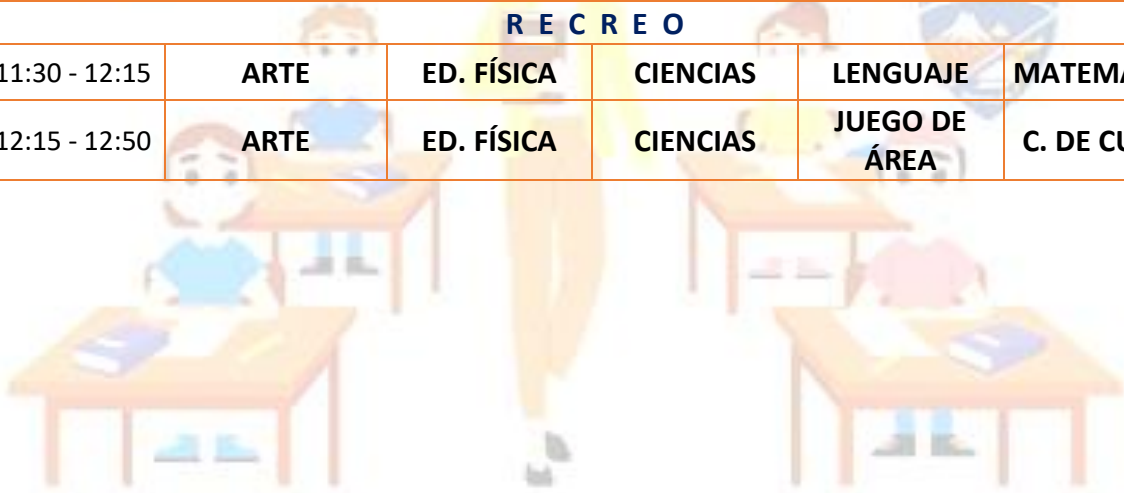 R E C R E O
11:30 - 12:15 ARTE ED. FÍSICA CIENCIAS LENGUAJE
12:15 - 12:50 ARTE ED. FÍSICA CIENCIAS JUEGO DE
ÁREA C. DE